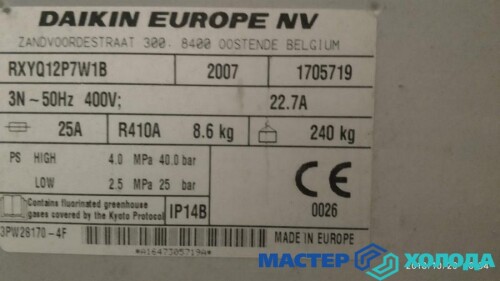 DAIKIN EUROPE NV
ZANDVOORDESTRAAT 300, 8400 OOSTENDE BELGIUM
RXYQ12P7W1B 2007 1705719
3N~50Hz 400V; 22.7A
25A R410A 8.6 kg 240 kg
PS HIGH 4.0 MPa 40.0 bar
LOW 2.5 MPa 25 bar
CE
0026
Contains fluorinated greenhouse
gases covered by the Kyoto Protocol
IP14B
3PW28170-4F
*A1647305719A*
MADE IN EUROPE
МАСТЕР ХОЛОДА